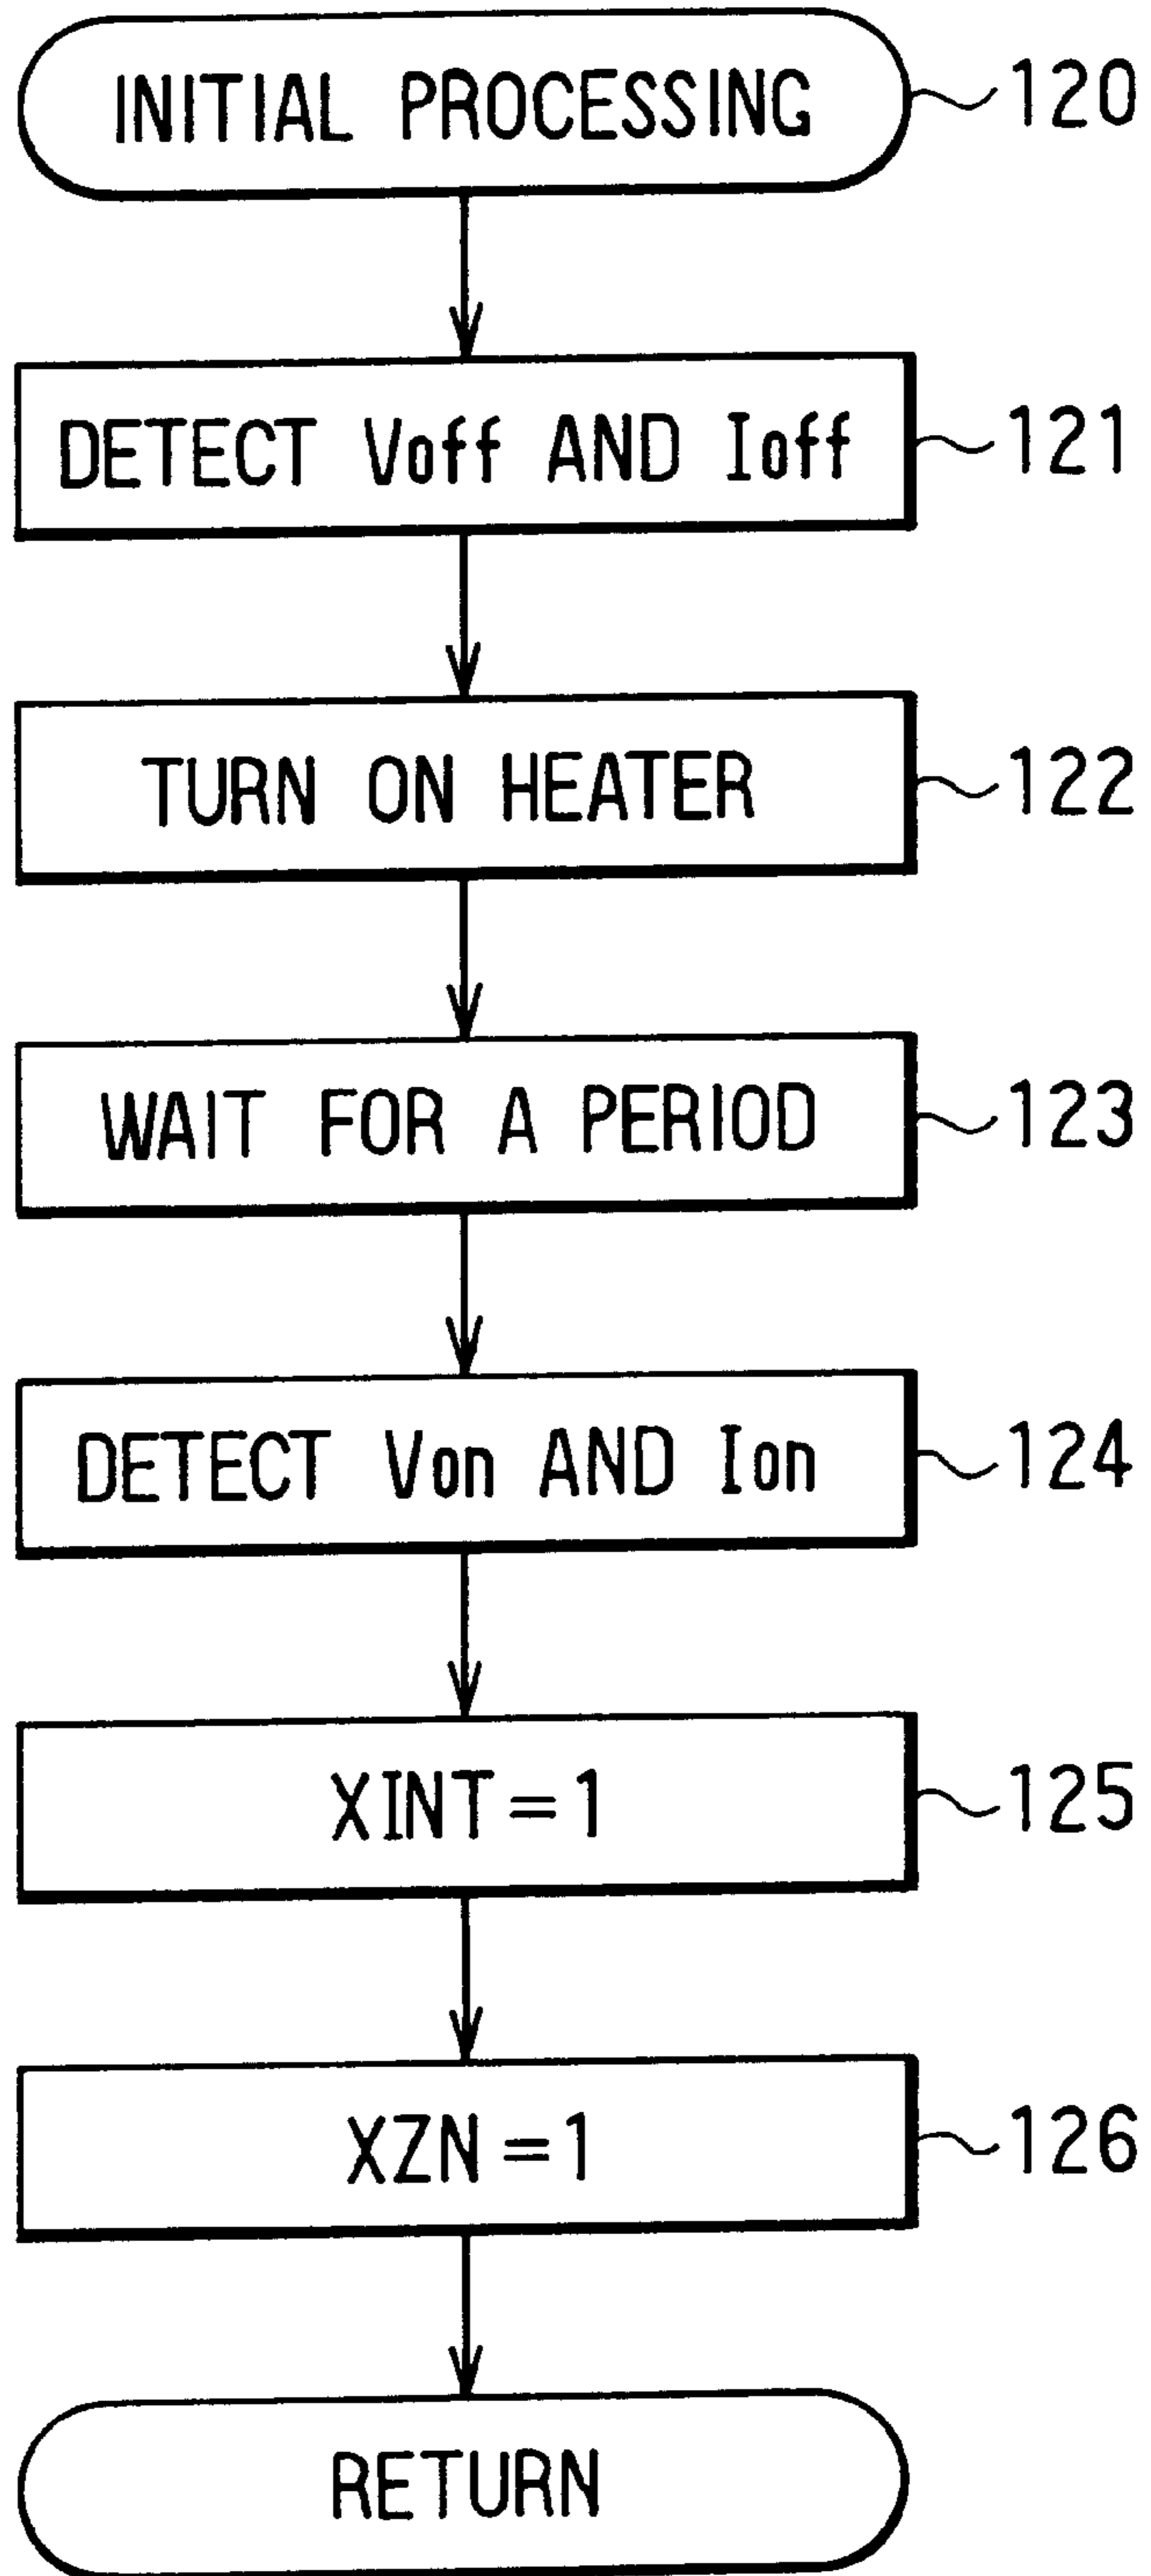 INITIAL PROCESSING 120
DETECT Voff AND Ioff 121
TURN ON HEATER 122
WAIT FOR A PERIOD 123
DETECT Von AND Ion 124
XINT=1 125
XZN=1 126
RETURN